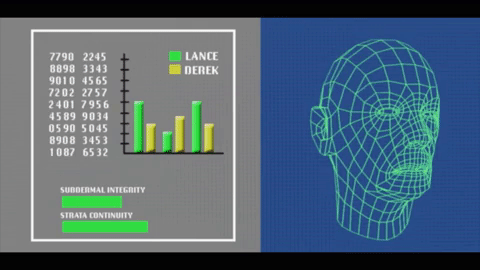 7790 2245
8898 3343
9010 4565
7202 2757
2401 7956
4589 9034
0590 5045
8908 3453
1087 6532
LANCE
DEREK
SUBDERMAL INTEGRITY
STRATA CONTINUITY